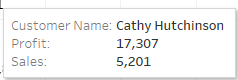 Customer Name: Cathy Hutchinson
Profit: 17,307
Sales: 5,201